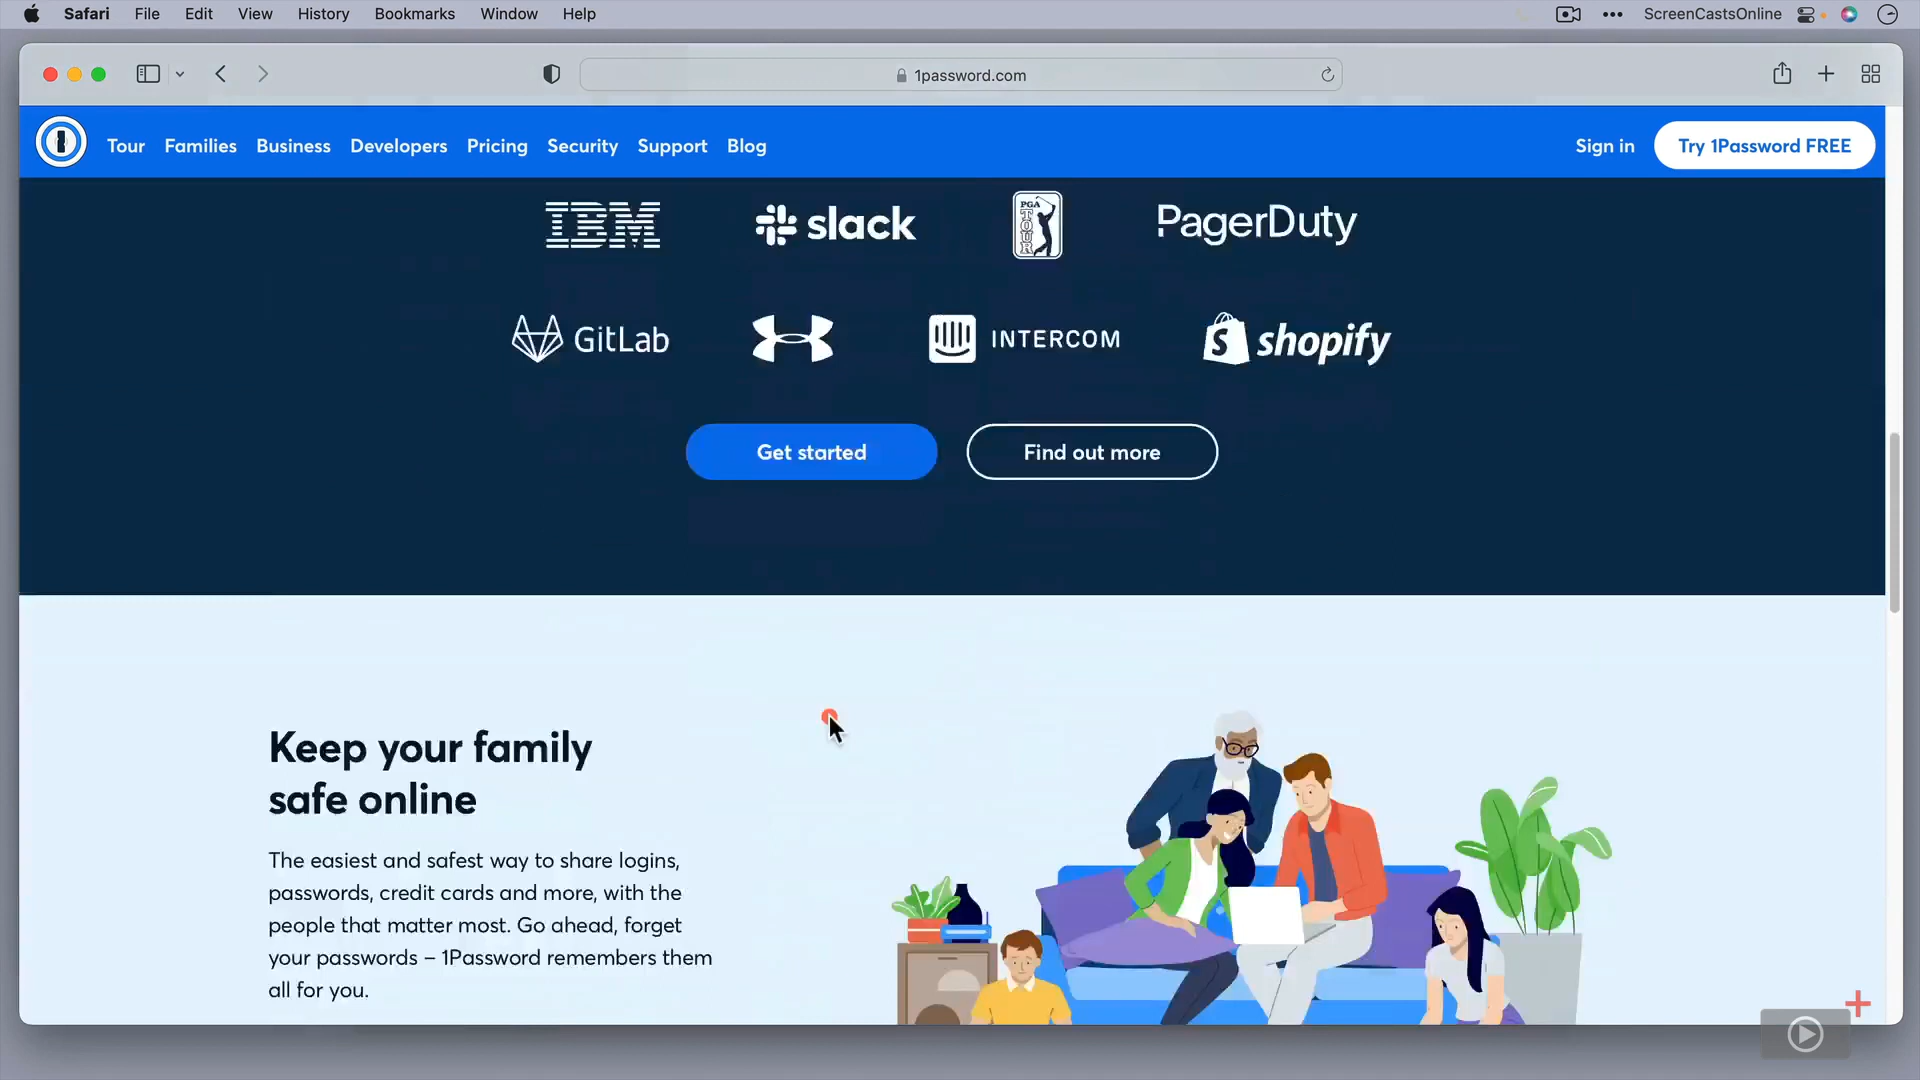 Safari File Edit View History Bookmarks Window Help ScreenCastsOnline
1password.com
Tour Families Business Developers Pricing Security Support Blog Sign in Try 1Password FREE
IBM slack PGA TOUR PagerDuty
GitLab INTERCOM shopify
Get started Find out more
Keep your family
safe online
The easiest and safest way to share logins,
passwords, credit cards and more, with the
people that matter most. Go ahead, forget
your passwords – 1Password remembers them
all for you.